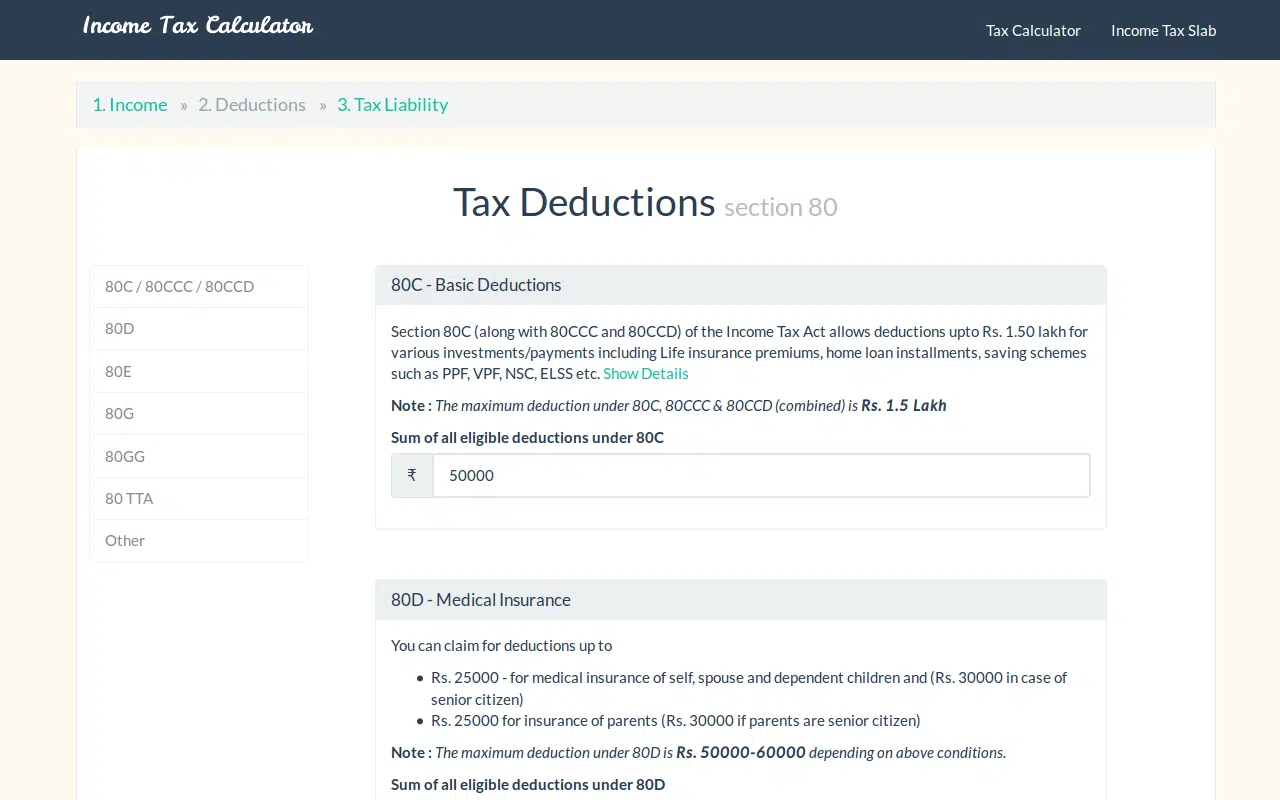 Income Tax Calculator
Tax Calculator Income Tax Slab
1. Income » 2. Deductions » 3. Tax Liability
Tax Deductions section 80
80C / 80CCC / 80CCD
80D
80E
80G
80GG
80 TTA
Other
80C - Basic Deductions
Section 80C (along with 80CCC and 80CCD) of the Income Tax Act allows deductions upto Rs. 1.50 lakh for
various investments/payments including Life insurance premiums, home loan installments, saving schemes
such as PPF, VPF, NSC, ELSS etc. Show Details
Note : The maximum deduction under 80C, 80CCC & 80CCD (combined) is Rs. 1.5 Lakh
Sum of all eligible deductions under 80C
₹ 50000
80D - Medical Insurance
You can claim for deductions up to
• Rs. 25000 - for medical insurance of self, spouse and dependent children and (Rs. 30000 in case of
senior citizen)
• Rs. 25000 for insurance of parents (Rs. 30000 if parents are senior citizen)
Note : The maximum deduction under 80D is Rs. 50000-60000 depending on above conditions.
Sum of all eligible deductions under 80D